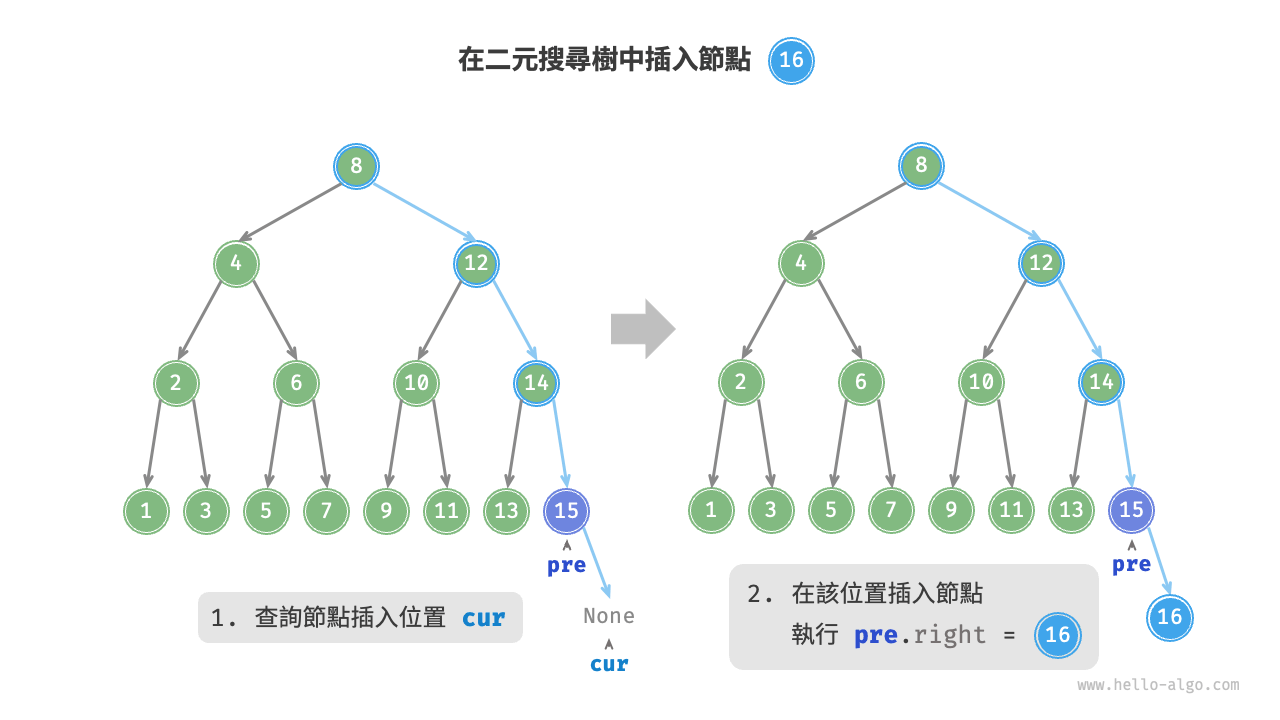 在二元搜尋樹中插入節點 16
8
4 12
2 6 10 14
1 3 5 7 9 11 13 15
pre
None
cur
1. 查詢節點插入位置 cur
8
4 12
2 6 10 14
1 3 5 7 9 11 13 15
pre
16
2. 在該位置插入節點
執行 pre.right = 16
www.hello-algo.com